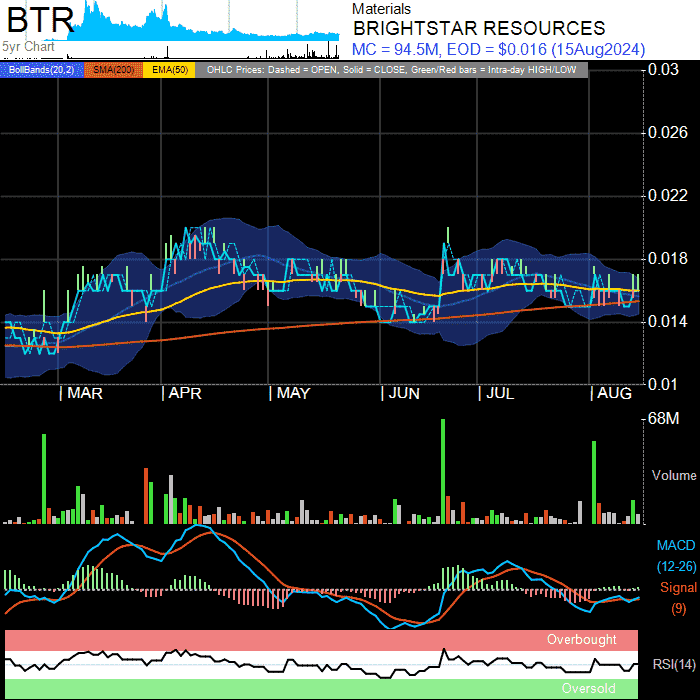 BTR
5yr Chart
Materials
BRIGHTSTAR RESOURCES
MC = 94.5M, EOD = $0.016 (15Aug2024)
BollBands(20,2) SMA(200) EMA(50) OHLC Prices: Dashed = OPEN, Solid = CLOSE, Green/Red bars = Intra-day HIGH/LOW
0.03
0.026
0.022
0.018
0.014
0.01
MAR APR MAY JUN JUL AUG
68M
Volume
MACD
(12-26)
Signal
(9)
Overbought
RSI(14)
Oversold